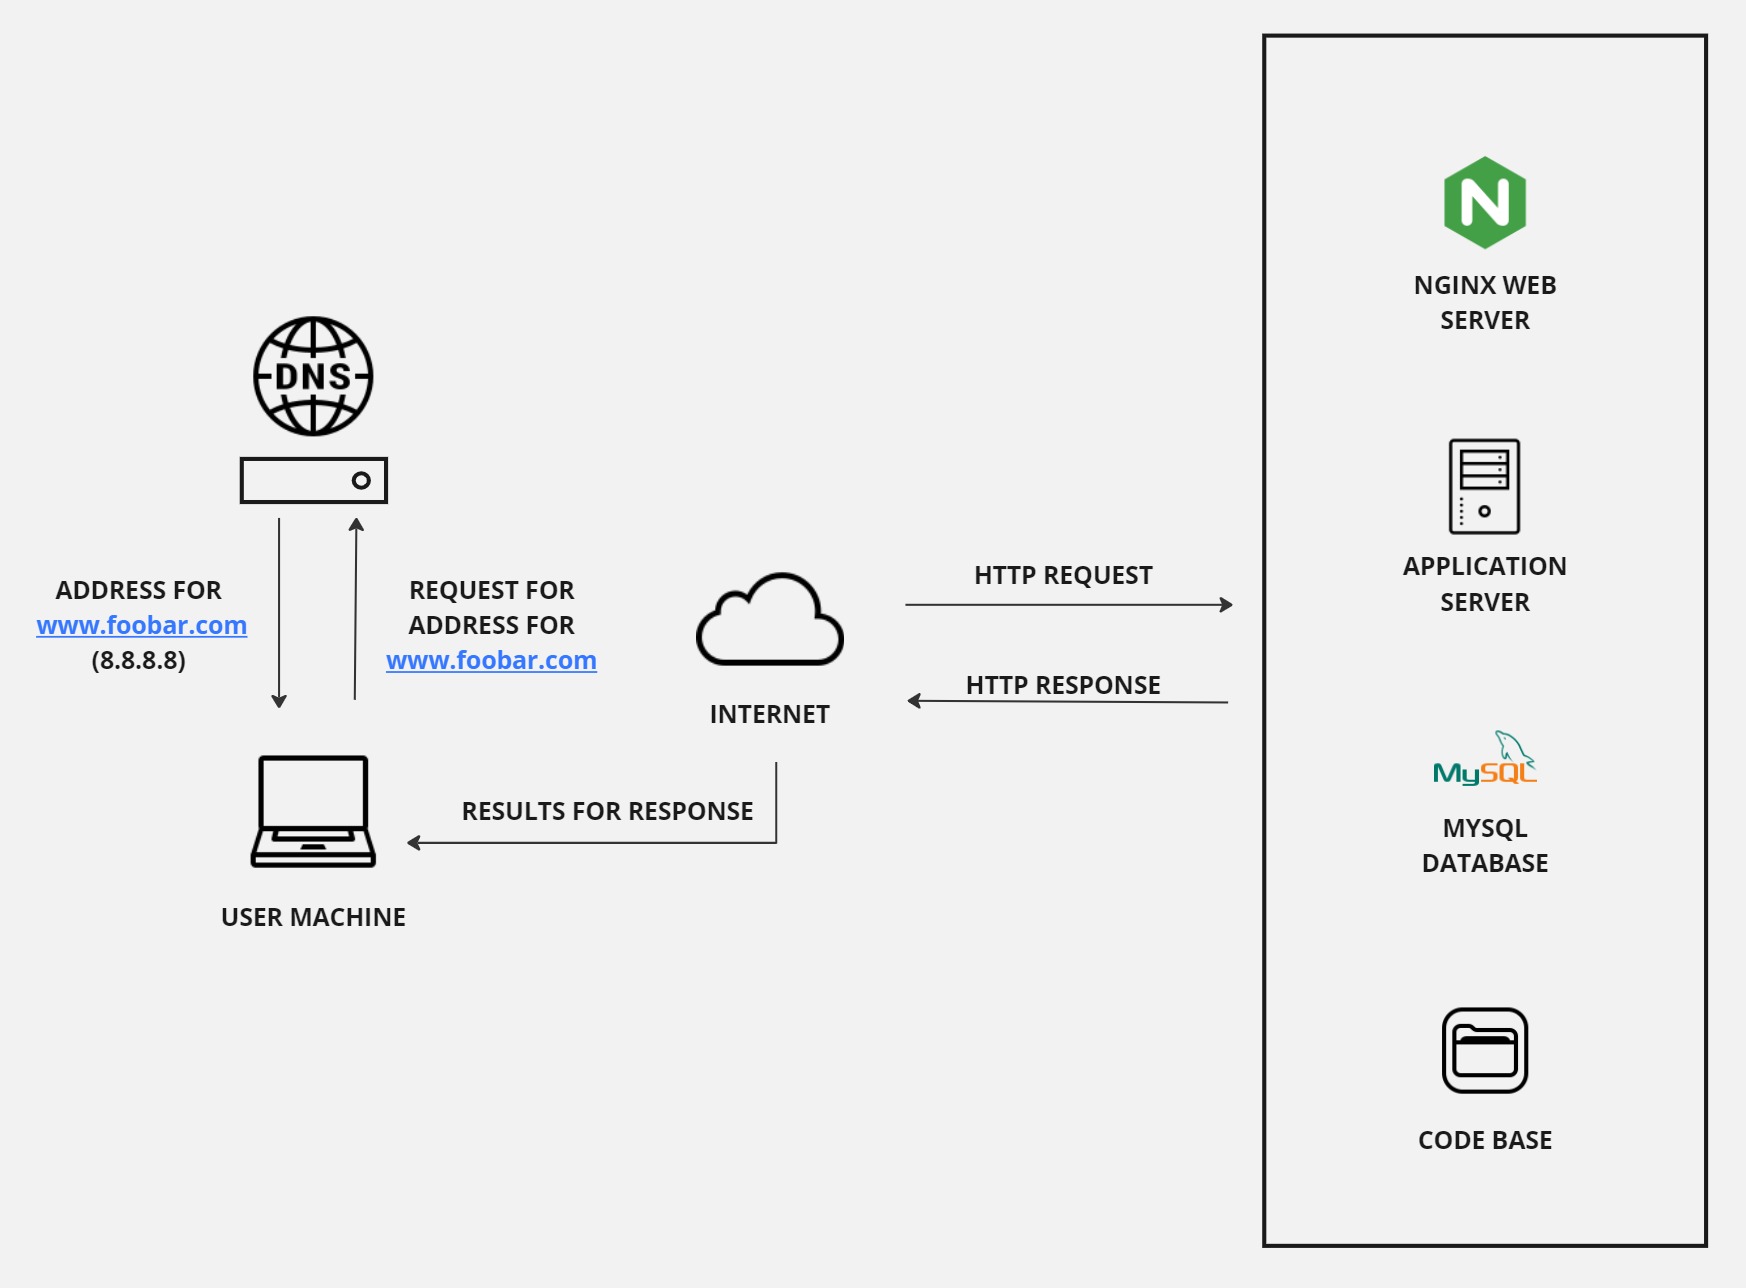 DNS
ADDRESS FOR
www.foobar.com
(8.8.8.8)
REQUEST FOR
ADDRESS FOR
www.foobar.com
USER MACHINE
INTERNET
RESULTS FOR RESPONSE
HTTP REQUEST
HTTP RESPONSE
N
NGINX WEB
SERVER
APPLICATION
SERVER
MySQL
MYSQL
DATABASE
CODE BASE